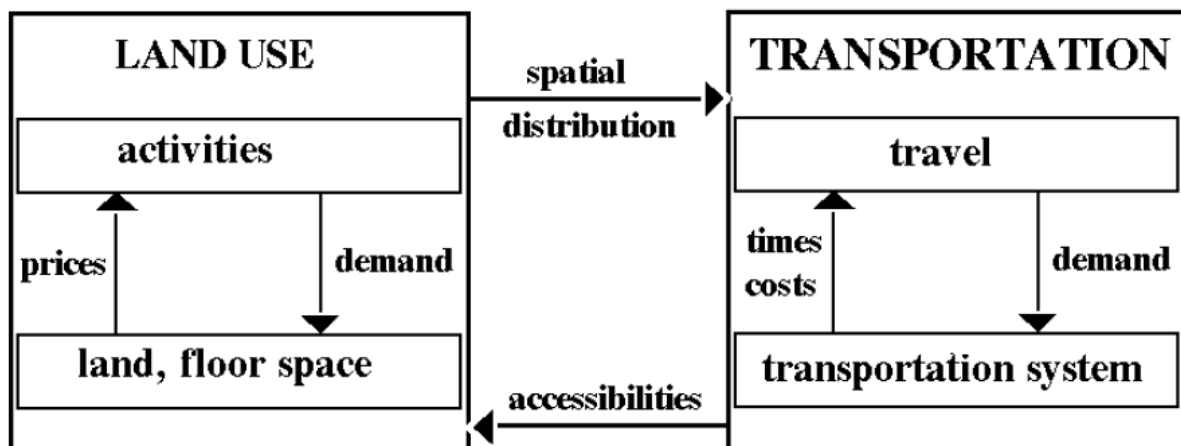 LAND USE
activities
prices
demand
land, floor space
spatial
distribution
accessibilities
TRANSPORTATION
travel
times
costs
demand
transportation system